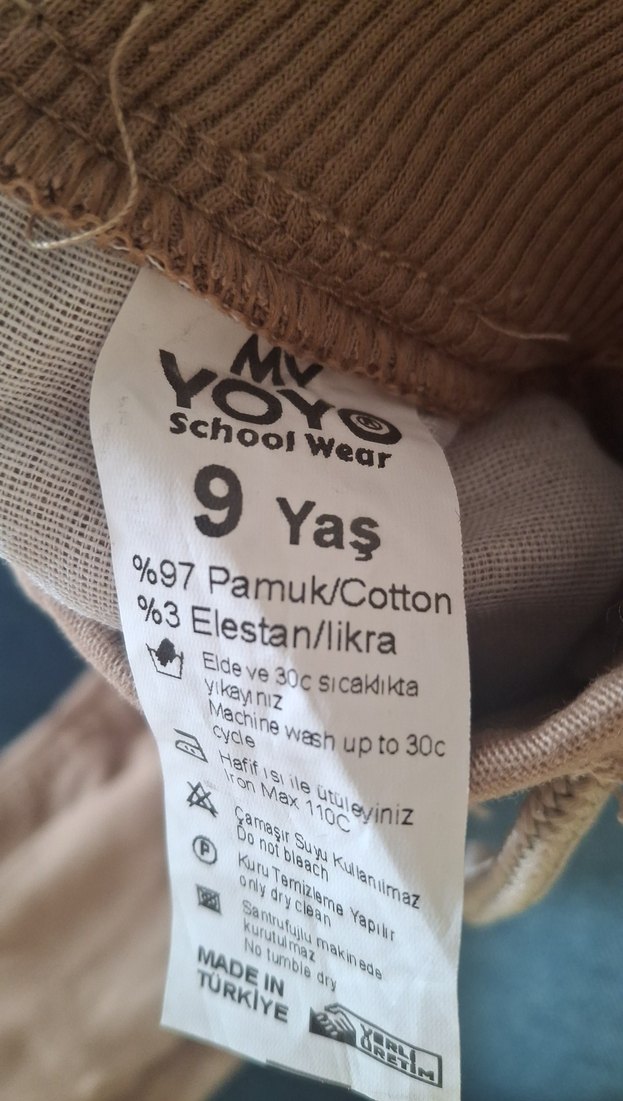 My
YOYO®
School Wear
9 Yaş
%97 Pamuk/Cotton
%3 Elestan/likra
Elde ve 30c sıcaklıkta
yıkayınız
Machine wash up to 30c
cycle
Hafif ısı ile ütüleyiniz
Iron Max 110C
Çamaşır Suyu Kullanılmaz
Do not bleach
P
Kuru Temizleme Yapılır
only dry clean
Santrufujlu makinede
kurutulmaz
No tumble dry
MADE IN
TÜRKİYE
YERLİ
ÜRETİM